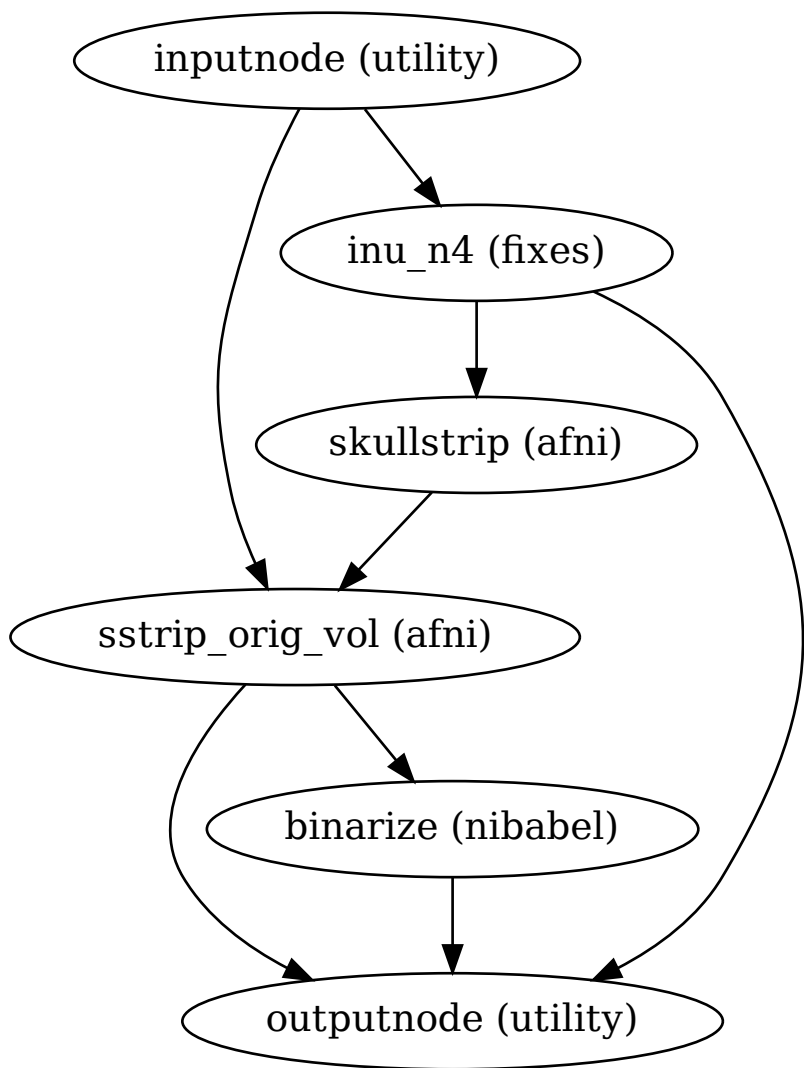 inputnode (utility)
inu_n4 (fixes)
skullstrip (afni)
sstrip_orig_vol (afni)
binarize (nibabel)
outputnode (utility)